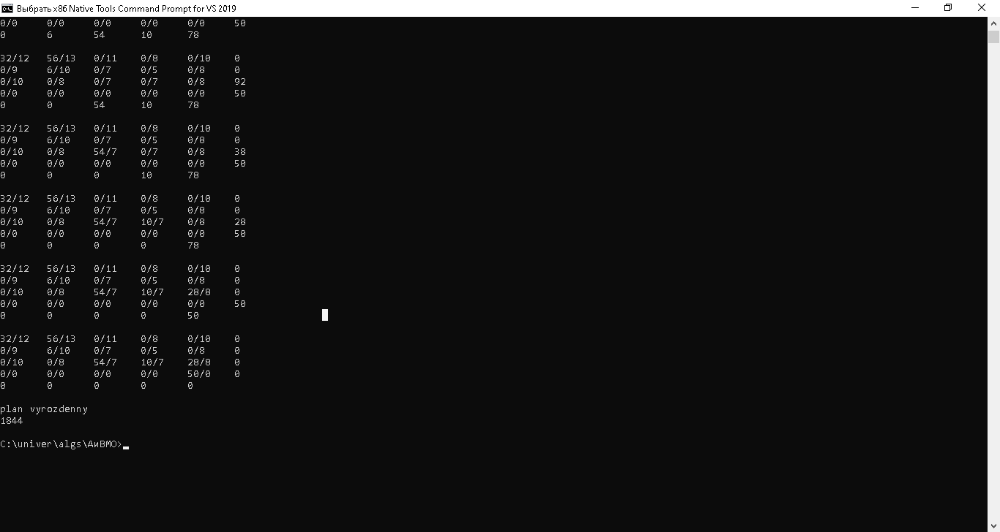 Выбрать x86 Native Tools Command Prompt for VS 2019
0/0 0/0 0/0 0/0 0/0 50
0 6 54 10 78
32/12 56/13 0/11 0/8 0/10 0
0/9 6/10 0/7 0/5 0/8 0
0/10 0/8 0/7 0/7 0/8 92
0/0 0/0 0/0 0/0 0/0 50
0 0 54 10 78
32/12 56/13 0/11 0/8 0/10 0
0/9 6/10 0/7 0/5 0/8 0
0/10 0/8 54/7 0/7 0/8 38
0/0 0/0 0/0 0/0 0/0 50
0 0 0 10 78
32/12 56/13 0/11 0/8 0/10 0
0/9 6/10 0/7 0/5 0/8 0
0/10 0/8 54/7 10/7 0/8 28
0/0 0/0 0/0 0/0 0/0 50
0 0 0 0 78
32/12 56/13 0/11 0/8 0/10 0
0/9 6/10 0/7 0/5 0/8 0
0/10 0/8 54/7 10/7 28/8 0
0/0 0/0 0/0 0/0 0/0 50
0 0 0 0 50
32/12 56/13 0/11 0/8 0/10 0
0/9 6/10 0/7 0/5 0/8 0
0/10 0/8 54/7 10/7 28/8 0
0/0 0/0 0/0 0/0 50/0 0
0 0 0 0 0
plan vyrozdenny
1844
C:\univer\algs\АиВМО>